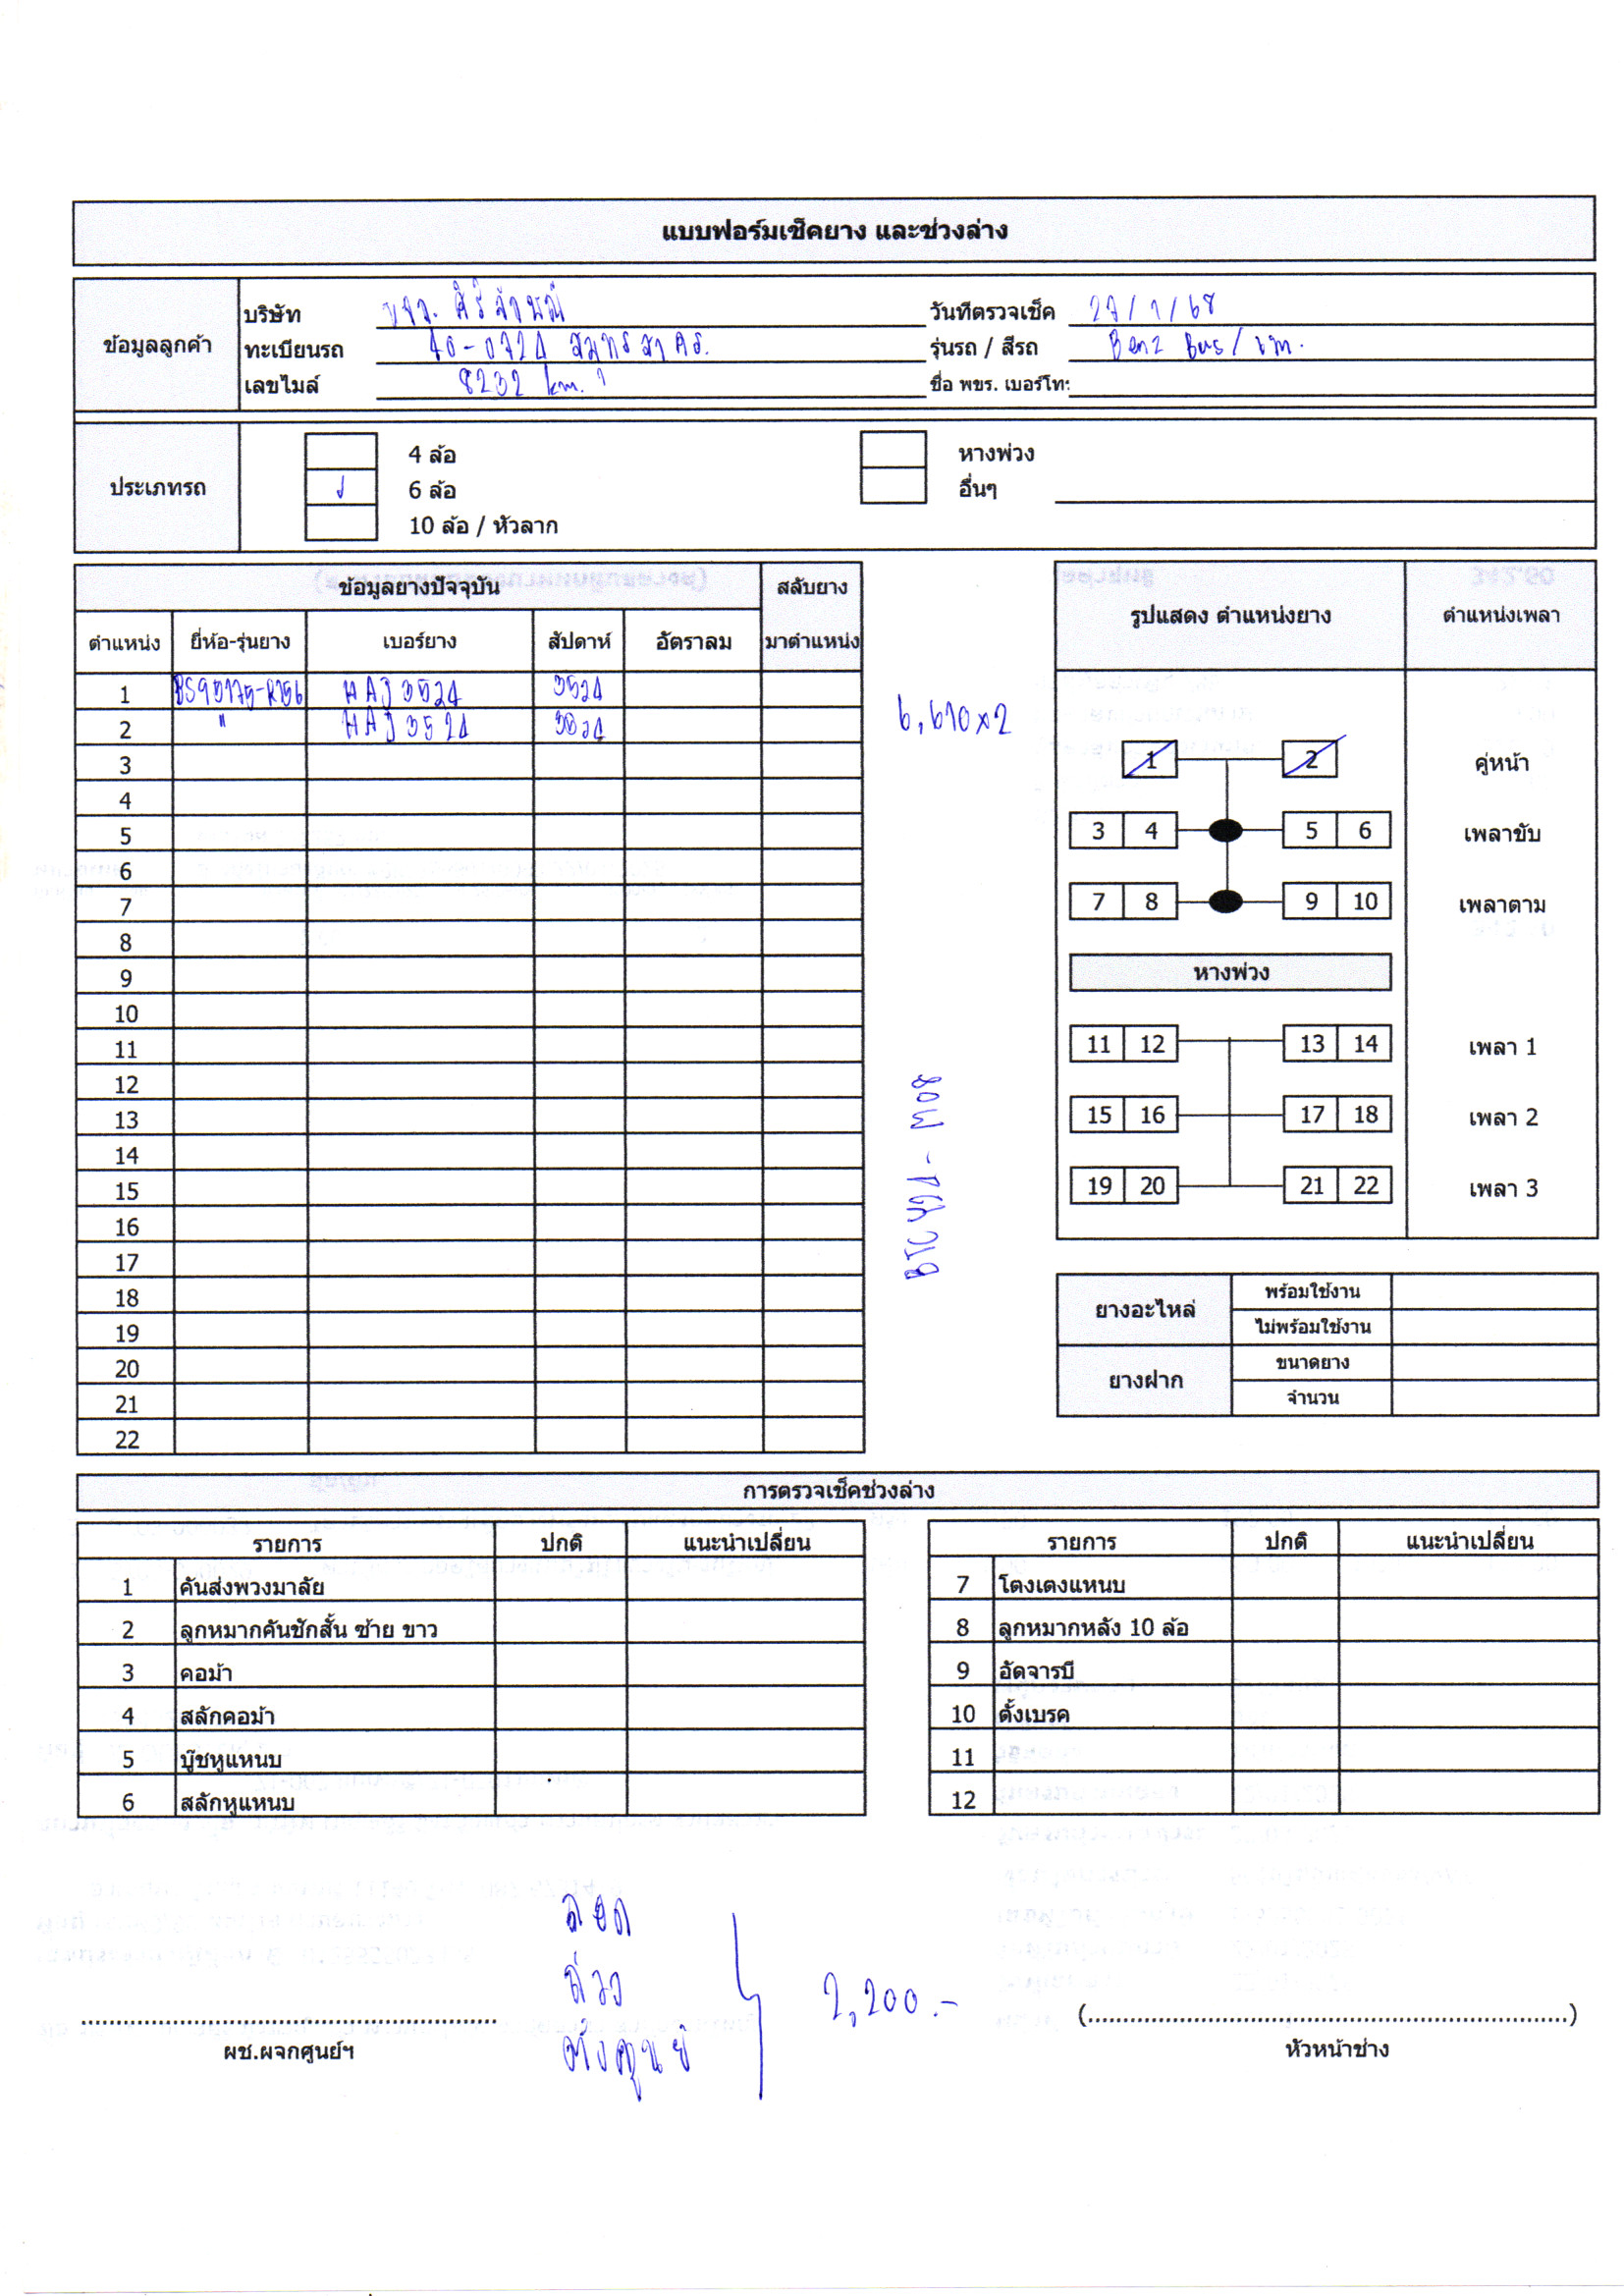 แบบฟอร์มเช็คยาง และช่วงล่าง
ข้อมูลลูกค้า
บริษัท หจก. ศิริ วันที่ตรวจเช็ค 27/1/68
ทะเบียนรถ 40-0724 สมุทรสาคร. รุ่นรถ / สีรถ Benz Bus/
เลขไมล์ 8232 km. ชื่อ พขร. เบอร์โทร
ประเภทรถ
4 ล้อ หางพ่วง
6 ล้อ อื่นๆ
10 ล้อ / หัวลาก
ข้อมูลยางปัจจุบัน สลับยาง
ตำแหน่ง ยี่ห้อ-รุ่นยาง เบอร์ยาง สัปดาห์ อัตราลม มาตำแหน่ง
1 BS95175-R156 HAJ3524 3524
2 " HAJ3524 3524
3
4
5
6
7
8
9
10
11
12
13
14
15
16
17
18
19
20
21
22
6,610x2
BTC 424 - M08
รูปแสดง ตำแหน่งยาง ตำแหน่งเพลา
1 2 คู่หน้า
3 4 5 6 เพลาขับ
7 8 9 10 เพลาตาม
หางพ่วง
11 12 13 14 เพลา 1
15 16 17 18 เพลา 2
19 20 21 22 เพลา 3
ยางอะไหล่ พร้อมใช้งาน
ไม่พร้อมใช้งาน
ยางฝาก ขนาดยาง
จำนวน
การตรวจเช็คช่วงล่าง
รายการ ปกติ แนะนำเปลี่ยน
1 คันส่งพวงมาลัย
2 ลูกหมากคันชักสั้น ซ้าย ขาว
3 คอม้า
4 สลักคอม้า
5 บู๊ชหูแหนบ
6 สลักหูแหนบ
รายการ ปกติ แนะนำเปลี่ยน
7 โตงเตงแหนบ
8 ลูกหมากหลัง 10 ล้อ
9 อัดจารบี
10 ตั้งเบรค
11
12
ถอด
ถ่วง
ตั้งศูนย์
2,200.-
ผช.ผจกศูนย์ฯ
(..........)
หัวหน้าช่าง